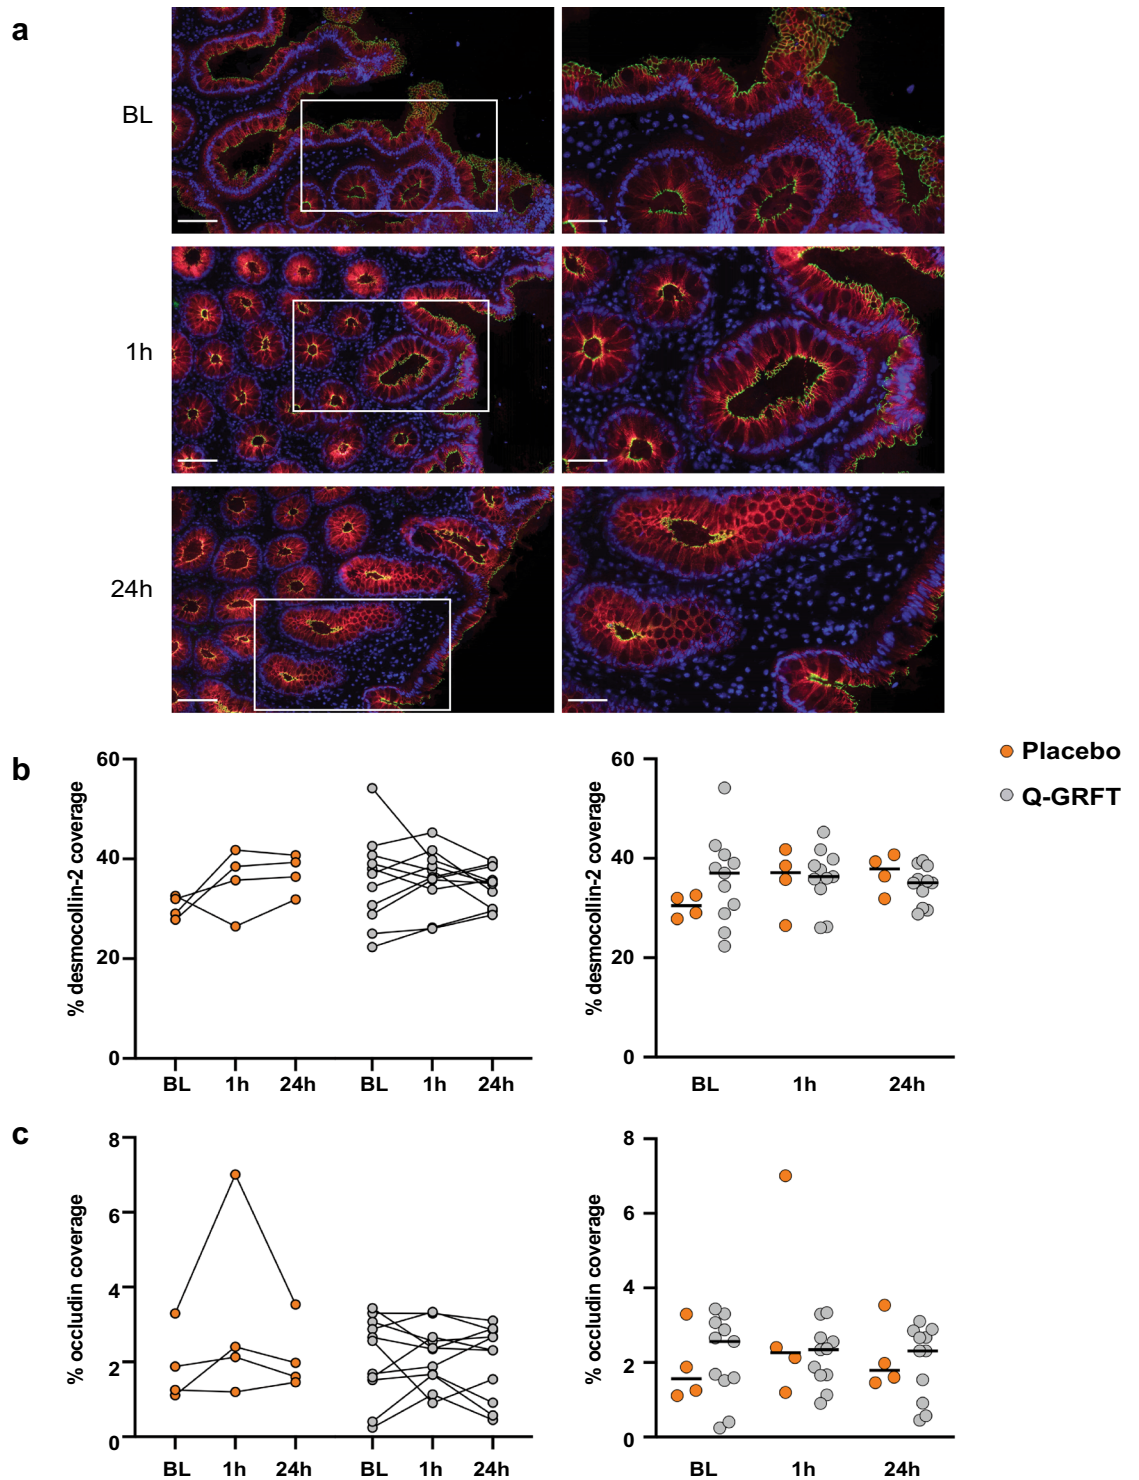 a
BL
1h
24h
b
% desmocollin-2 coverage
60
40
20
0
BL 1h 24h BL 1h 24h
% desmocollin-2 coverage
60
40
20
0
BL 1h 24h
Placebo
Q-GRFT
c
% occludin coverage
8
6
4
2
0
BL 1h 24h BL 1h 24h
% occludin coverage
8
6
4
2
0
BL 1h 24h